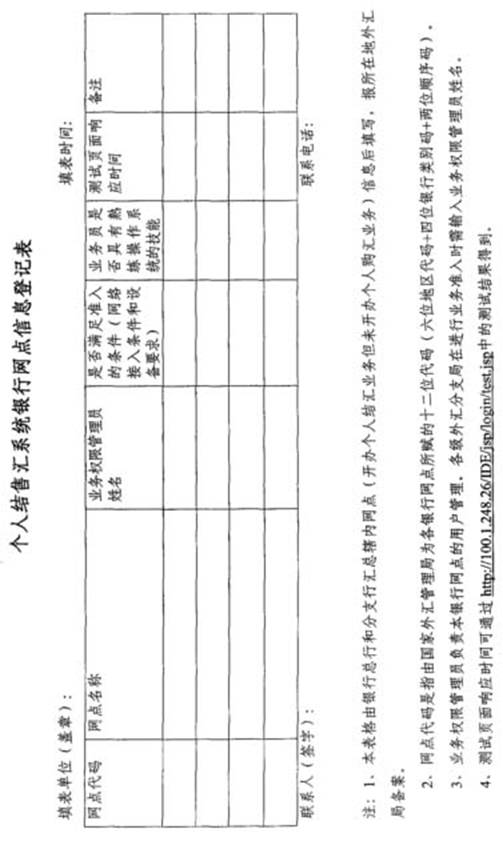 个人结售汇系统银行网点信息登记表
填表单位（盖章）： 填表时间：
网点代码 网点名称 业务权限管理员姓名 是否满足准入的条件（网络接入条件和设备要求） 业务员是否具有熟练操作系统的技能 测试页面响应时间 备注
联系人（签字）： 联系电话：
注：1、本表格由银行总行和分支行汇总辖内网点（开办个人结汇业务但未开办个人购汇业务）信息后填写，报所在地外汇
局备案。
2、网点代码是指由国家外汇管理局为各银行网点所赋的十二位代码（六位地区代码+四位银行类别码+两位顺序码）。
3、业务权限管理员负责本银行网点的用户管理，各级外汇分支局在进行业务准入时需输入业务权限管理员姓名。
4、测试页面响应时间可通过 http://100.1.248.26/IDE/jsp/login/test.jsp中的测试结果得到。